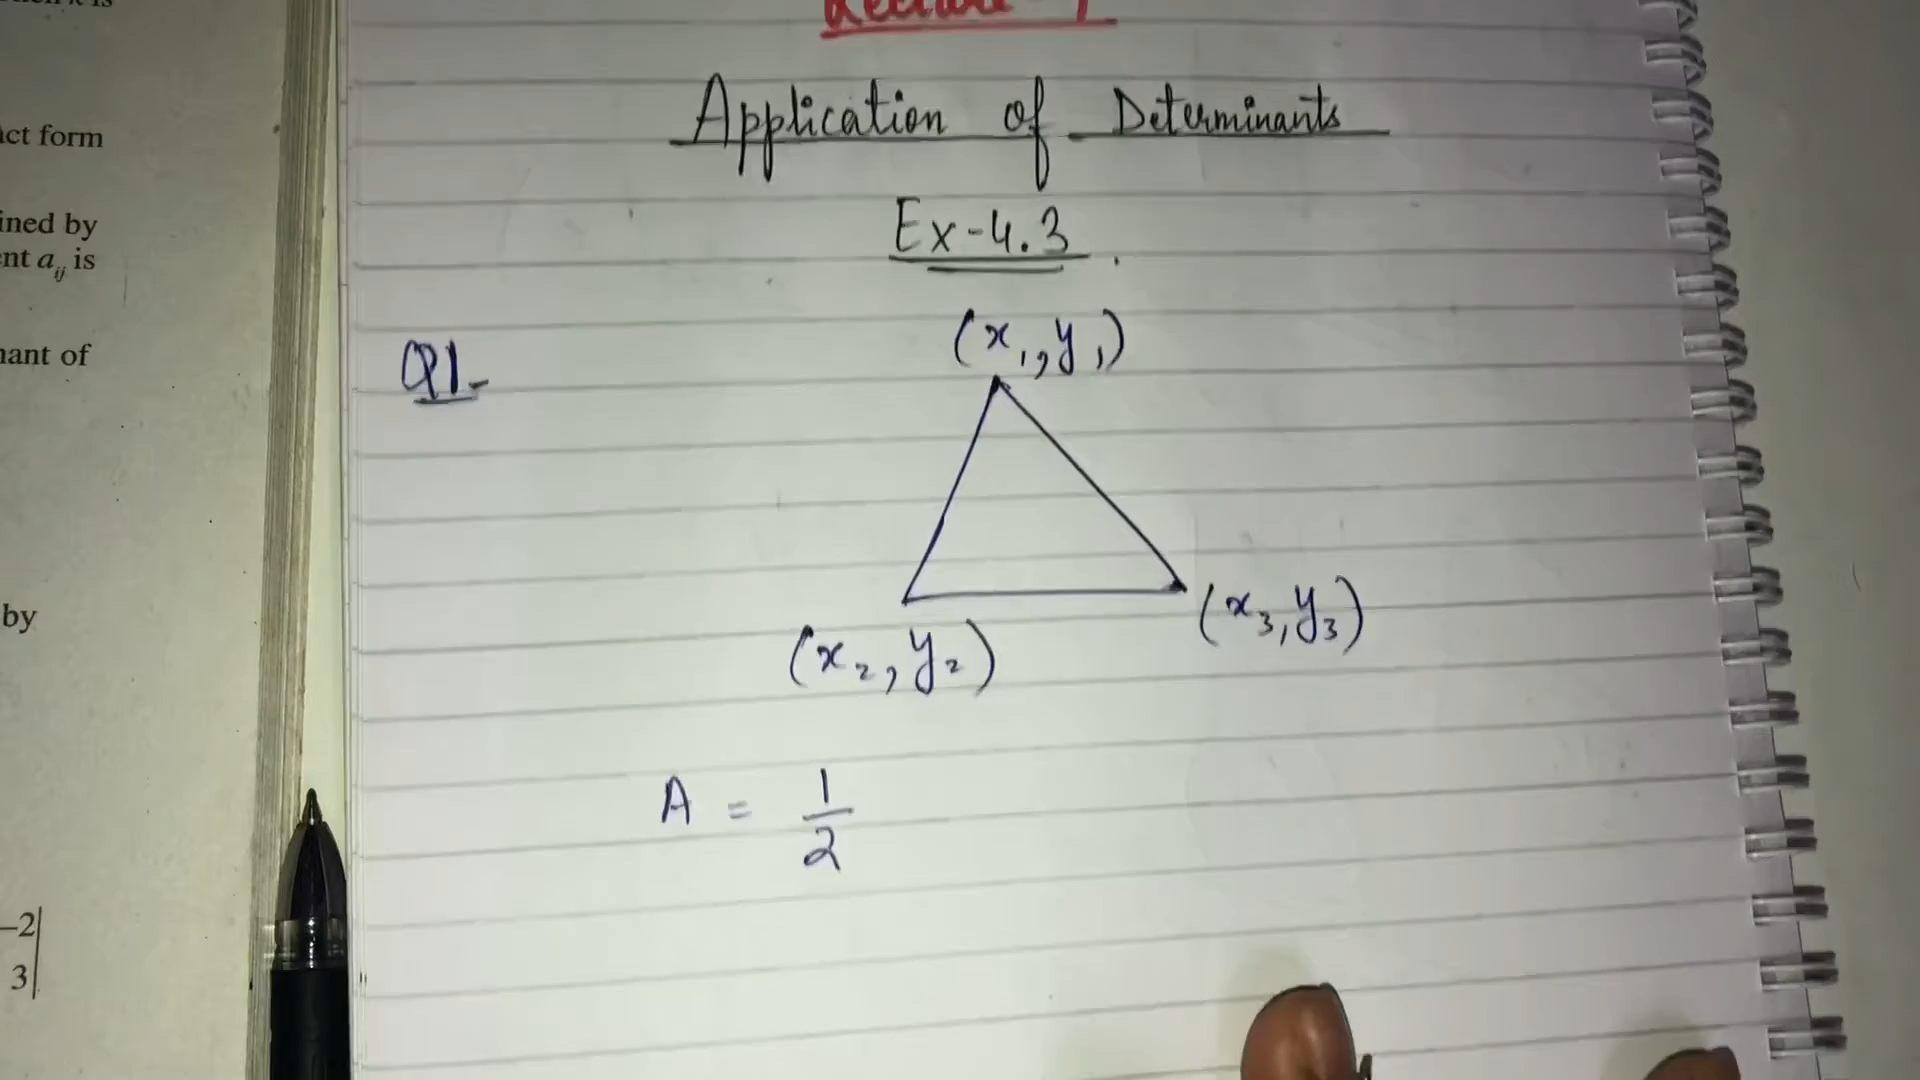 Application of Determinants
Ex-4.3
Q1-
(x₁,y₁)
(x₂,y₂)
(x₃,y₃)
A = 1/2
act form
ined by
nt aᵢⱼ is
nant of
by
–2|
3|